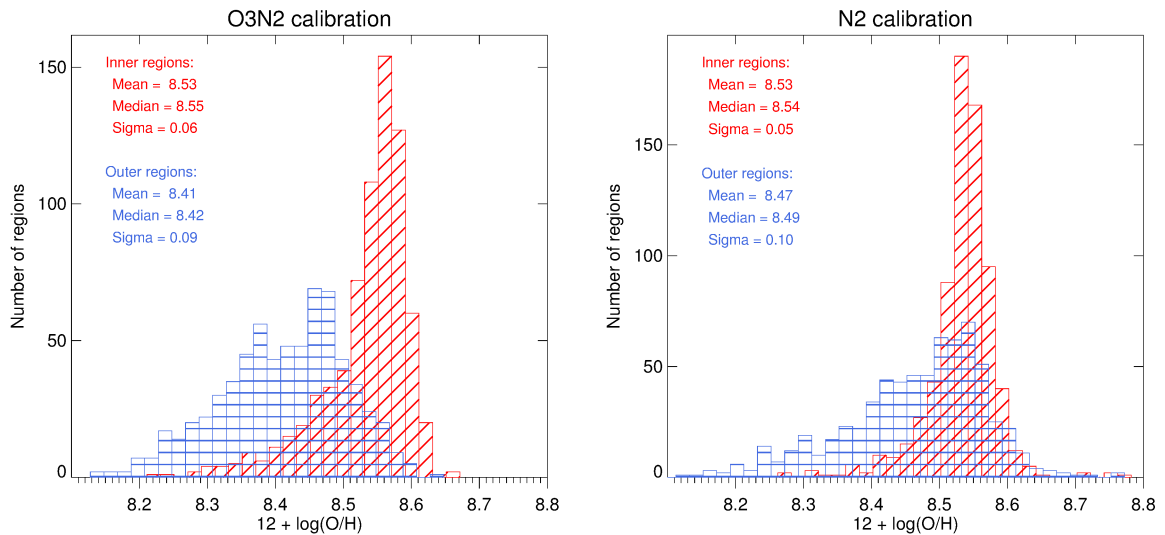 O3N2 calibration
Inner regions:
Mean = 8.53
Median = 8.55
Sigma = 0.06
Outer regions:
Mean = 8.41
Median = 8.42
Sigma = 0.09
Number of regions
150
100
50
0
8.2 8.3 8.4 8.5 8.6 8.7 8.8
12 + log(O/H)
N2 calibration
Inner regions:
Mean = 8.53
Median = 8.54
Sigma = 0.05
Outer regions:
Mean = 8.47
Median = 8.49
Sigma = 0.10
Number of regions
150
100
50
0
8.2 8.3 8.4 8.5 8.6 8.7 8.8
12 + log(O/H)